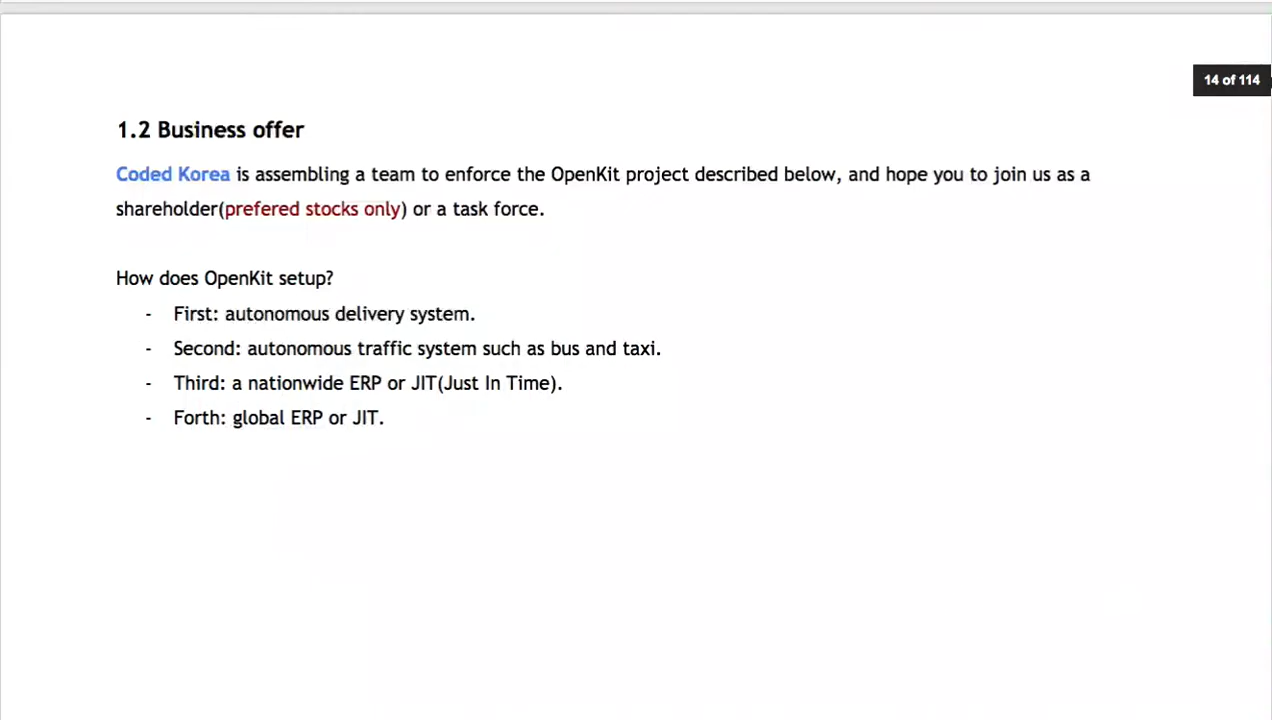 14 of 114
1.2 Business offer
Coded Korea is assembling a team to enforce the OpenKit project described below, and hope you to join us as a
shareholder(prefered stocks only) or a task force.
How does OpenKit setup?
- First: autonomous delivery system.
- Second: autonomous traffic system such as bus and taxi.
- Third: a nationwide ERP or JIT(Just In Time).
- Forth: global ERP or JIT.